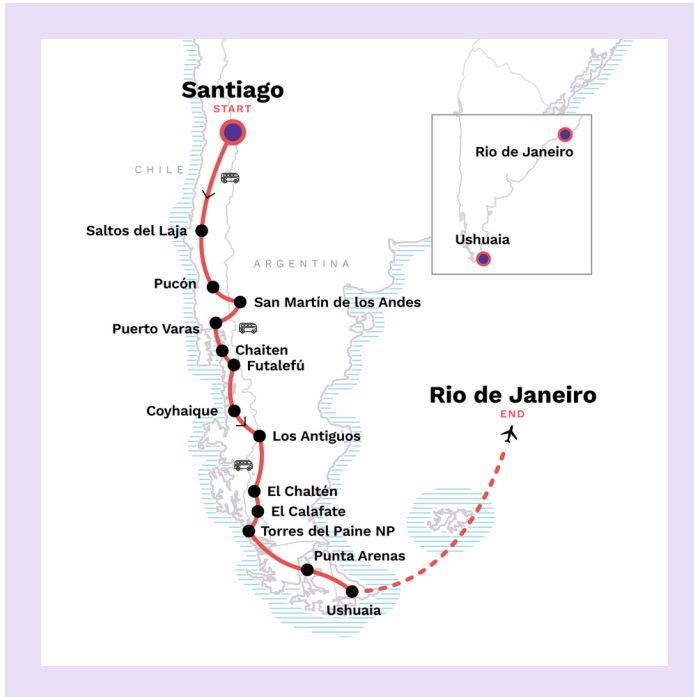 Santiago
START
CHILE
Rio de Janeiro
Saltos del Laja
Ushuaia
ARGENTINA
Pucón
San Martín de los Andes
Puerto Varas
Chaiten
Futalefú
Rio de Janeiro
END
Coyhaique
Los Antiguos
El Chaltén
El Calafate
Torres del Paine NP
Punta Arenas
Ushuaia